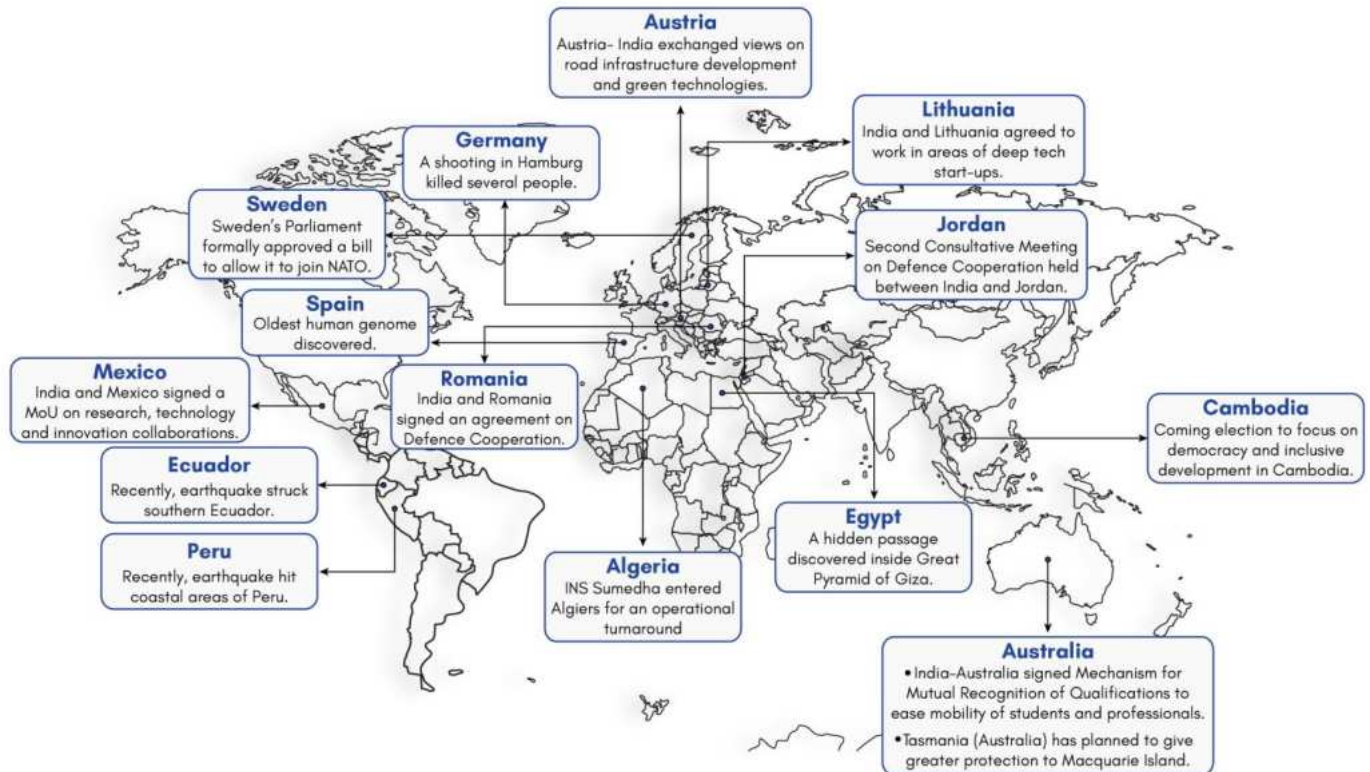 Austria
Austria- India exchanged views on
road infrastructure development
and green technologies.
Lithuania
India and Lithuania agreed to
work in areas of deep tech
start-ups.
Germany
A shooting in Hamburg
killed several people.
Sweden
Sweden's Parliament
formally approved a bill
to allow it to join NATO.
Jordan
Second Consultative Meeting
on Defence Cooperation held
between India and Jordan.
Spain
Oldest human genome
discovered.
Mexico
India and Mexico signed a
MoU on research, technology
and innovation collaborations.
Romania
India and Romania
signed an agreement on
Defence Cooperation.
Cambodia
Coming election to focus on
democracy and inclusive
development in Cambodia.
Ecuador
Recently, earthquake struck
southern Ecuador.
Egypt
A hidden passage
discovered inside Great
Pyramid of Giza.
Peru
Recently, earthquake hit
coastal areas of Peru.
Algeria
INS Sumedha entered
Algiers for an operational
turnaround
Australia
•India-Australia signed Mechanism for
Mutual Recognition of Qualifications to
ease mobility of students and professionals.
•Tasmania (Australia) has planned to give
greater protection to Macquarie Island.